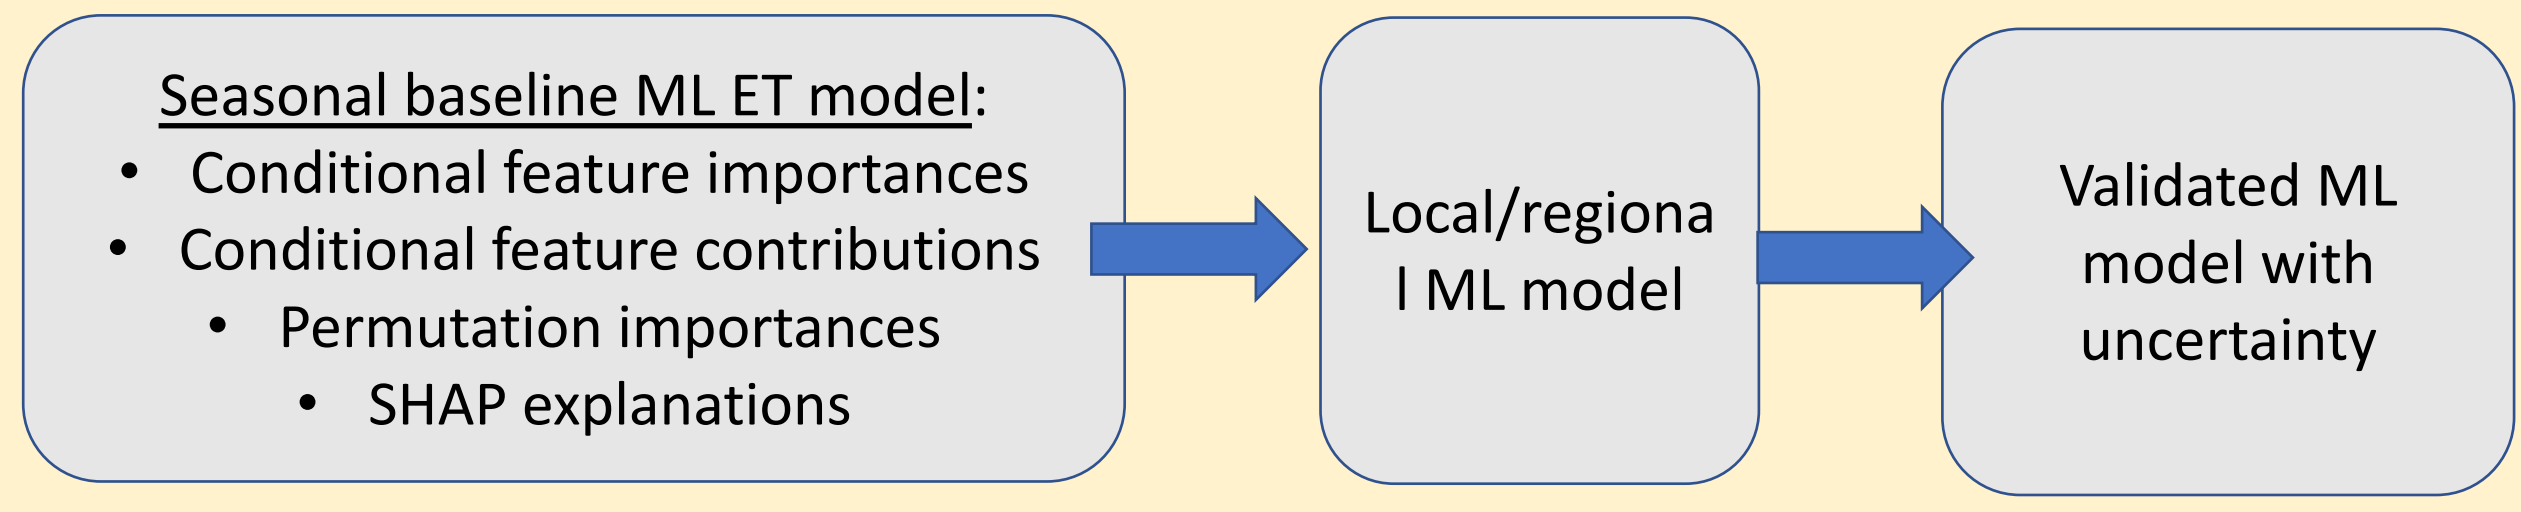 Seasonal baseline ML ET model:
• Conditional feature importances
• Conditional feature contributions
• Permutation importances
• SHAP explanations
Local/regiona
l ML model
Validated ML
model with
uncertainty